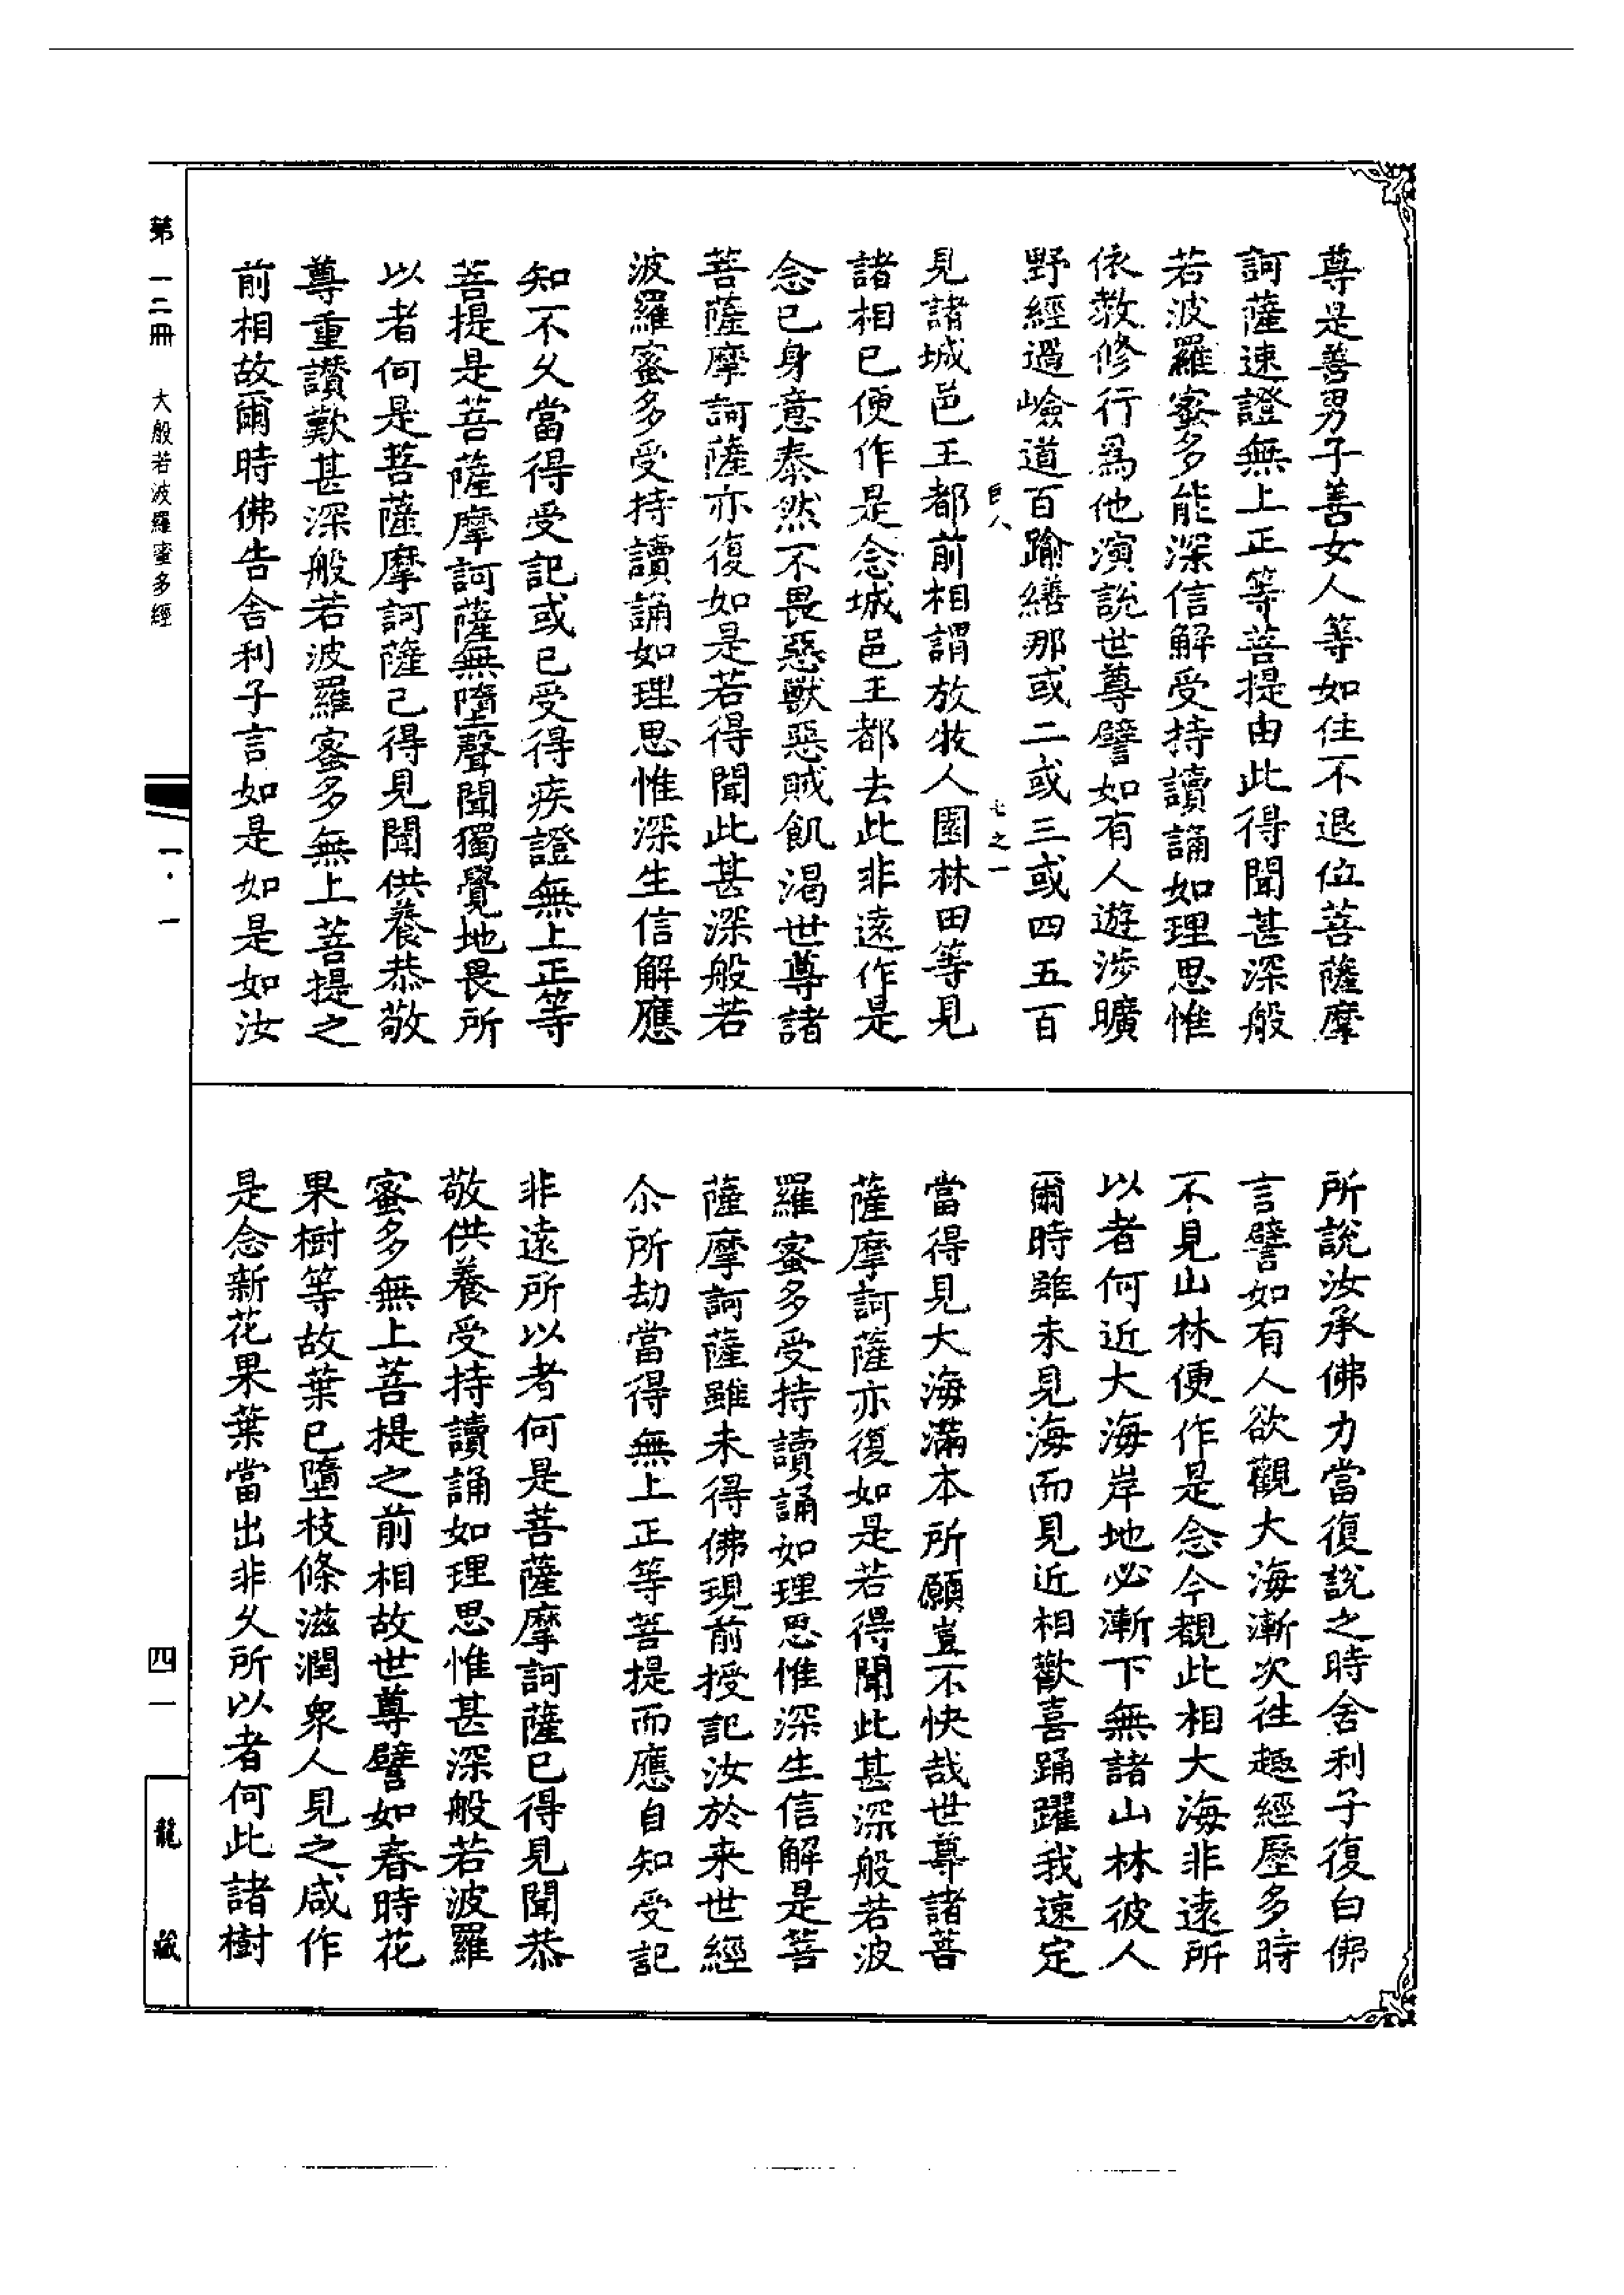 尊是善男子善女人等如住不退位菩薩摩
訶薩速證無上正等菩提由此得聞甚深般
若波羅蜜多能深信解受持讀誦如理思惟
依教修行爲他演說世尊譬如有人遊涉曠
野經過嶮道百踰繕那或二或三或四五百
見諸城邑王都前相謂放牧人園林田等見
諸相已便作是念城邑王都去此非遠作是
念已身意泰然不畏惡獸惡賊飢渴世尊諸
菩薩摩訶薩亦復如是若得聞此甚深般若
波羅蜜多受持讀誦如理思惟深生信解應
知不久當得受記或已受得疾證無上正等
菩提是菩薩摩訶薩無墮聲聞獨覺地畏所
以者何是菩薩摩訶薩已得見聞供養恭敬
尊重讚歎甚深般若波羅蜜多無上菩提之
前相故爾時佛告舍利子言如是如是如汝
所說汝承佛力當復說之時舍利子復白佛
言譬如有人欲觀大海漸次往趣經歷多時
不見山林便作是念今覩此相大海非遠所
以者何近大海岸地必漸下無諸山林彼人
爾時雖未見海而見近相歡喜踊躍我速定
當得見大海滿本所願豈不快哉世尊諸菩
薩摩訶薩亦復如是若得聞此甚深般若波
羅蜜多受持讀誦如理思惟深生信解是菩
薩摩訶薩雖未得佛現前授記汝於來世經
尒所劫當得無上正等菩提而應自知受記
非遠所以者何是菩薩摩訶薩已得見聞恭
敬供養受持讀誦如理思惟甚深般若波羅
蜜多無上菩提之前相故世尊譬如春時花
果樹等故葉已墮枝條滋潤衆人見之咸作
是念新花果葉當出非久所以者何此諸樹
第一二冊 大般若波羅蜜多經
一·一
四一
龍藏